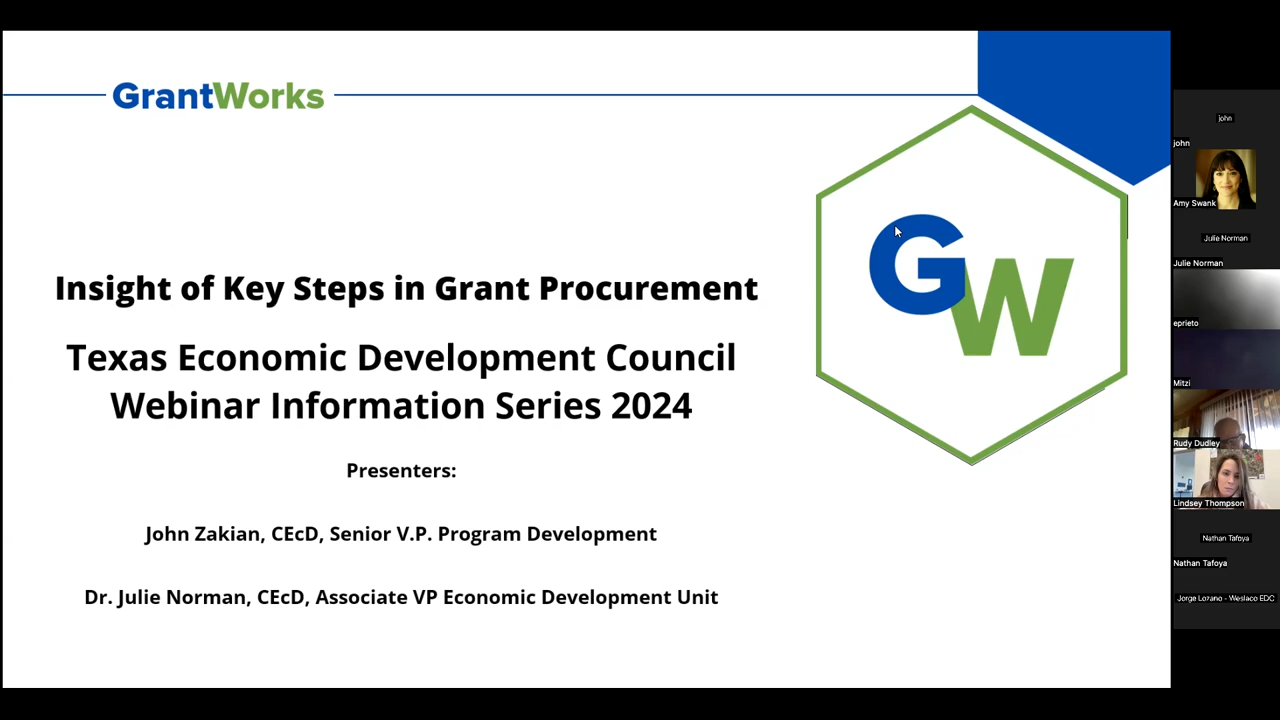 GrantWorks
GW
Insight of Key Steps in Grant Procurement
Texas Economic Development Council
Webinar Information Series 2024
Presenters:
John Zakian, CEcD, Senior V.P. Program Development
Dr. Julie Norman, CEcD, Associate VP Economic Development Unit
john
john
Amy Swank
Julie Norman
Julie Norman
eprieto
Mitzi
Rudy Dudley
Lindsey Thompson
Nathan Tafoya
Nathan Tafoya
Jorge Lozano - Weslaco EDC